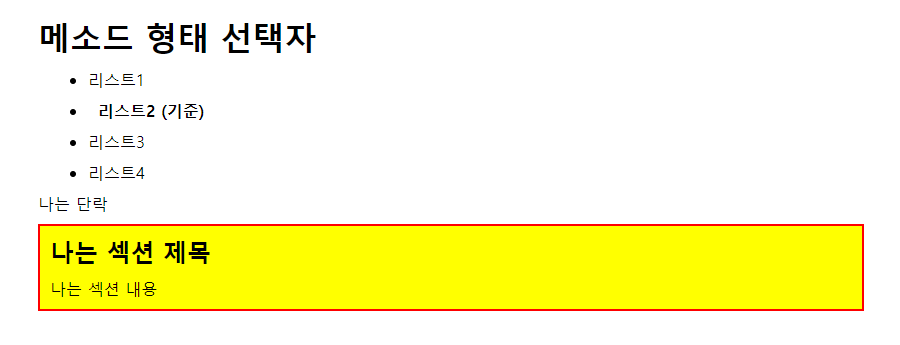 메소드 형태 선택자
리스트1
리스트2 (기준)
리스트3
리스트4
나는 단락
나는 섹션 제목
나는 섹션 내용